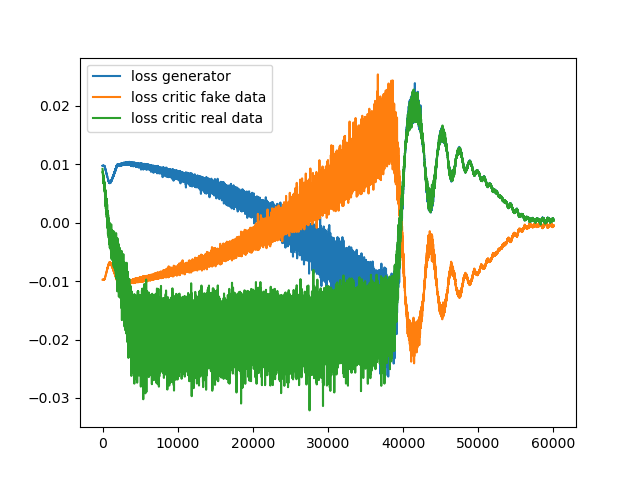 loss generator
loss critic fake data
loss critic real data
0.02
0.01
0.00
−0.01
−0.02
−0.03
0 10000 20000 30000 40000 50000 60000